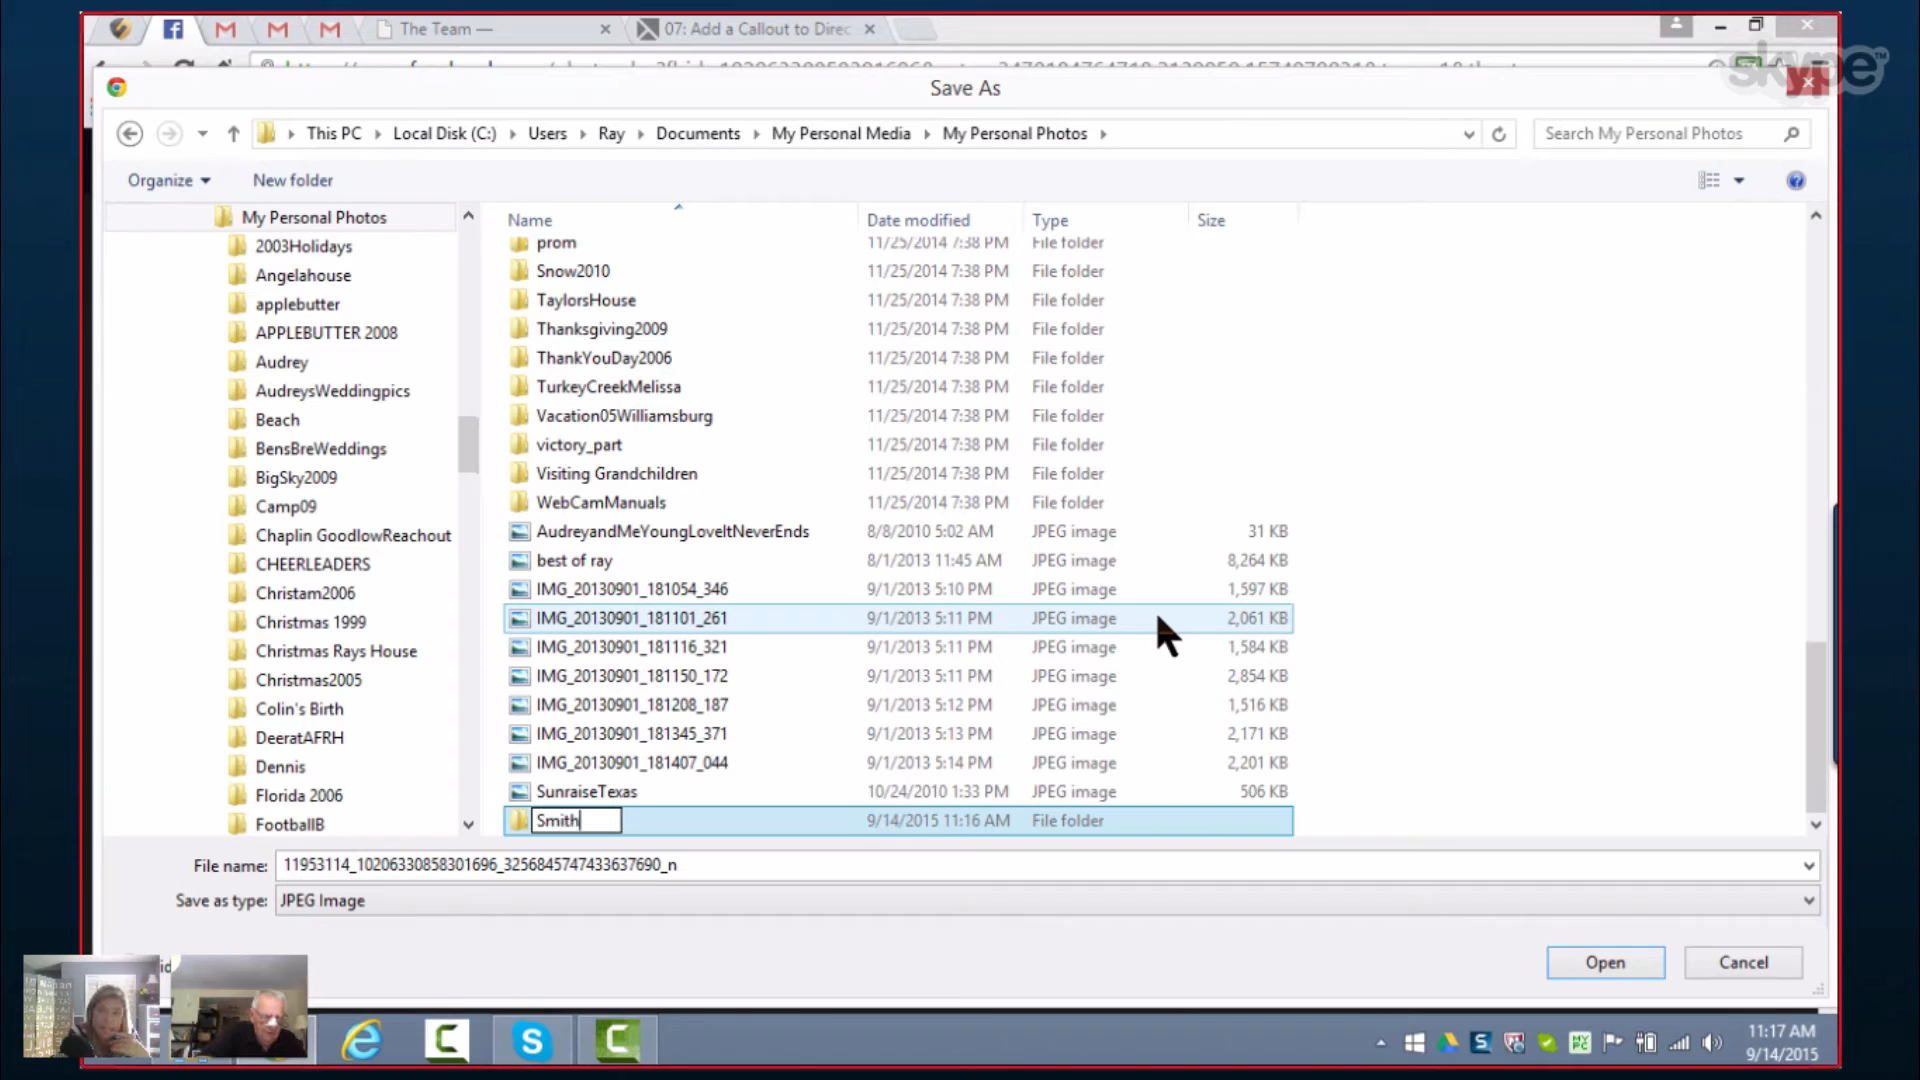 The Team —
07: Add a Callout to Direc
skype™
Save As
This PC
Local Disk (C:)
Users
Ray
Documents
My Personal Media
My Personal Photos
Search My Personal Photos
Organize
New folder
My Personal Photos
2003Holidays
Angelahouse
applebutter
APPLEBUTTER 2008
Audrey
AudreysWeddingpics
Beach
BensBreWeddings
BigSky2009
Camp09
Chaplin GoodlowReachout
CHEERLEADERS
Christam2006
Christmas 1999
Christmas Rays House
Christmas2005
Colin's Birth
DeeratAFRH
Dennis
Florida 2006
FootballB
Name Date modified Type Size
prom 11/25/2014 7:38 PM File folder
Snow2010 11/25/2014 7:38 PM File folder
TaylorsHouse 11/25/2014 7:38 PM File folder
Thanksgiving2009 11/25/2014 7:38 PM File folder
ThankYouDay2006 11/25/2014 7:38 PM File folder
TurkeyCreekMelissa 11/25/2014 7:38 PM File folder
Vacation05Williamsburg 11/25/2014 7:38 PM File folder
victory_part 11/25/2014 7:38 PM File folder
Visiting Grandchildren 11/25/2014 7:38 PM File folder
WebCamManuals 11/25/2014 7:38 PM File folder
AudreyandMeYoungLoveItNeverEnds 8/8/2010 5:02 AM JPEG image 31 KB
best of ray 8/1/2013 11:45 AM JPEG image 8,264 KB
IMG_20130901_181054_346 9/1/2013 5:10 PM JPEG image 1,597 KB
IMG_20130901_181101_261 9/1/2013 5:11 PM JPEG image 2,061 KB
IMG_20130901_181116_321 9/1/2013 5:11 PM JPEG image 1,584 KB
IMG_20130901_181150_172 9/1/2013 5:11 PM JPEG image 2,854 KB
IMG_20130901_181208_187 9/1/2013 5:12 PM JPEG image 1,516 KB
IMG_20130901_181345_371 9/1/2013 5:13 PM JPEG image 2,171 KB
IMG_20130901_181407_044 9/1/2013 5:14 PM JPEG image 2,201 KB
SunraiseTexas 10/24/2010 1:33 PM JPEG image 506 KB
Smith 9/14/2015 11:16 AM File folder
File name: 11953114_10206330858301696_3256845747433637690_n
Save as type: JPEG Image
Open
Cancel
11:17 AM
9/14/2015